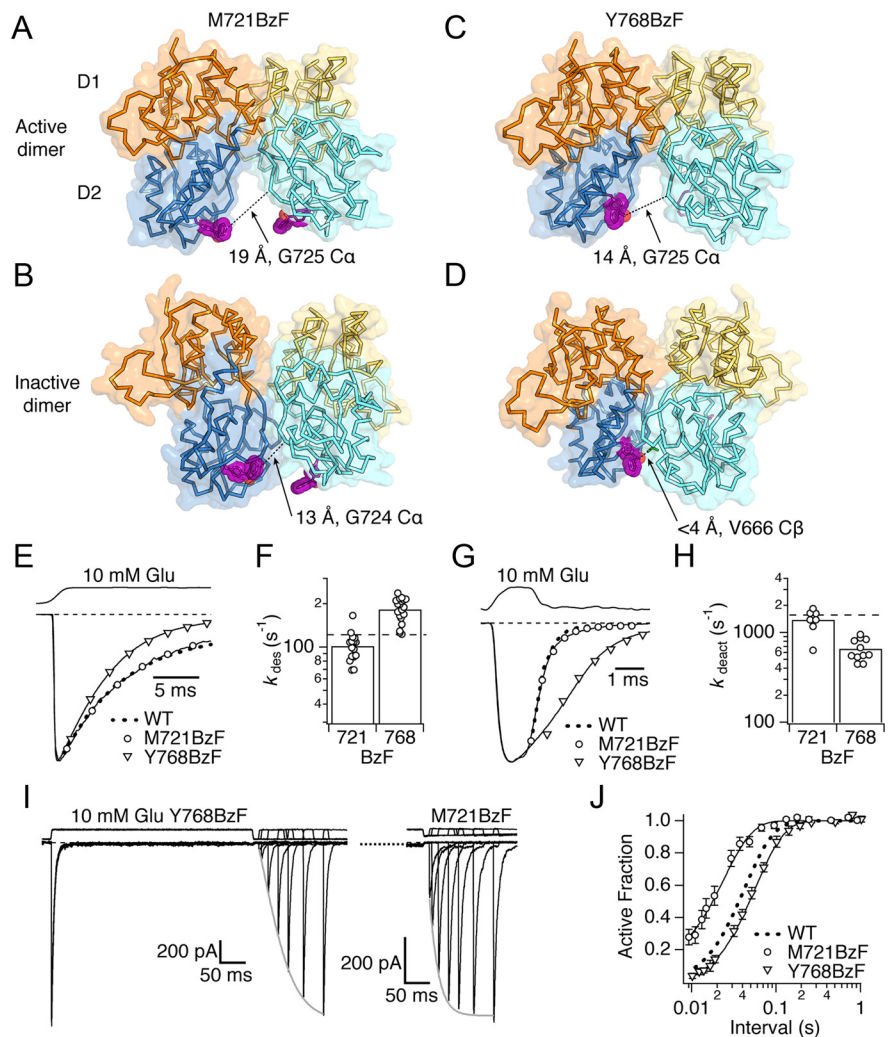 A
M721BzF
C
Y768BzF
D1
Active
dimer
D2
19 Å, G725 Cα
14 Å, G725 Cα
B
D
Inactive
dimer
13 Å, G724 Cα
<4 Å, V666 Cβ
E
10 mM Glu
5 ms
WT
M721BzF
Y768BzF
F
k des (s-1)
2
100
8
6
4
721 768
BzF
G
10 mM Glu
1 ms
WT
M721BzF
Y768BzF
H
k deact (s-1)
4
2
1000
8
6
4
2
100
721 768
BzF
I
10 mM Glu Y768BzF
M721BzF
200 pA
50 ms
200 pA
50 ms
J
Active Fraction
1.0
0.8
0.6
0.4
0.2
WT
M721BzF
Y768BzF
0.01 2 4 0.1 2 4 1
Interval (s)